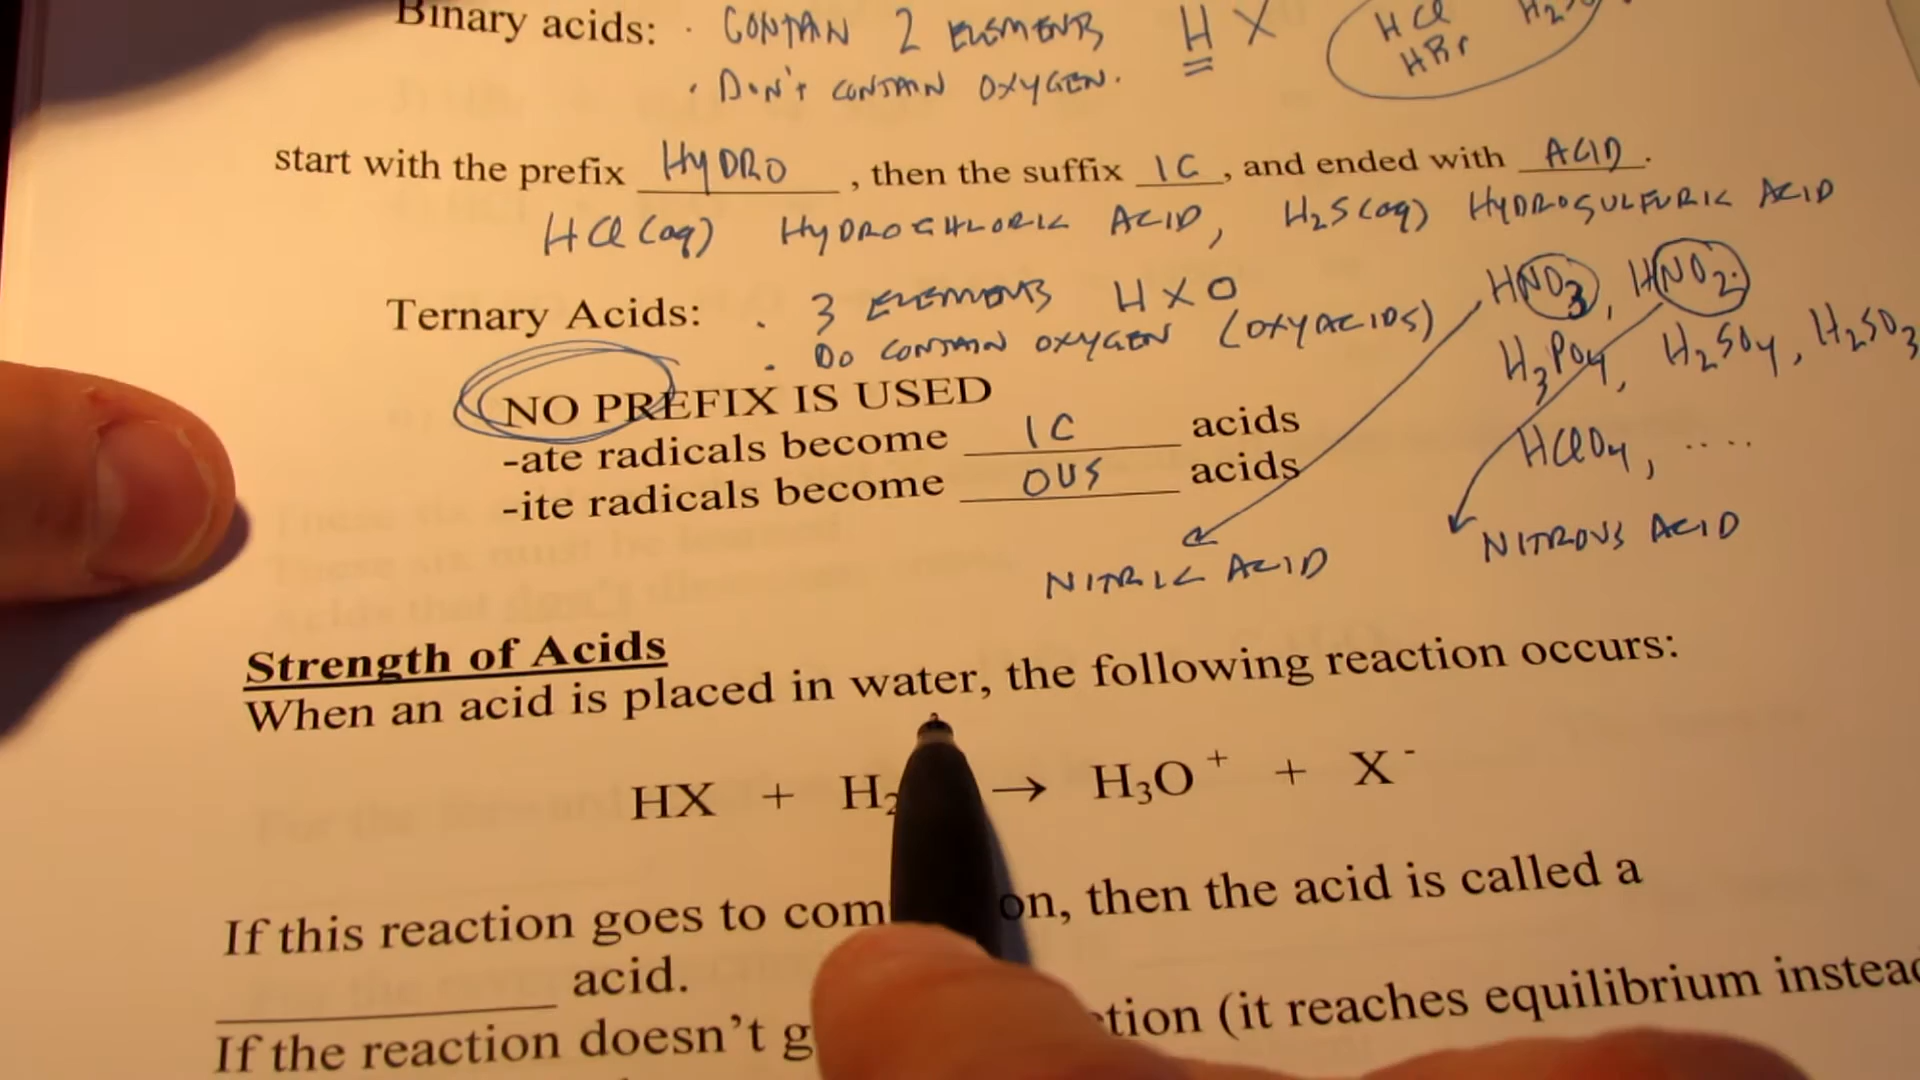 Binary acids: · CONTAIN 2 ELEMENTS H X HCl
· DON'T CONTAIN OXYGEN. HBr
start with the prefix HYDRO, then the suffix IC, and ended with ACID.
HCl(aq) HYDROCHLORIC ACID, H₂S(aq) HYDROSULFURIC ACID
Ternary Acids: · 3 ELEMENTS HXO HNO₃, HNO₂
· DO CONTAIN OXYGEN (OXYACIDS) H₃PO₄, H₂SO₄, H₂SO₃
NO PREFIX IS USED
-ate radicals become IC acids HClO₄, ....
-ite radicals become OUS acids
NITRIC ACID NITROUS ACID
Strength of Acids
When an acid is placed in water, the following reaction occurs:
HX + H₂ → H₃O⁺ + X⁻
If this reaction goes to com on, then the acid is called a
________ acid.
If the reaction doesn't g tion (it reaches equilibrium instead